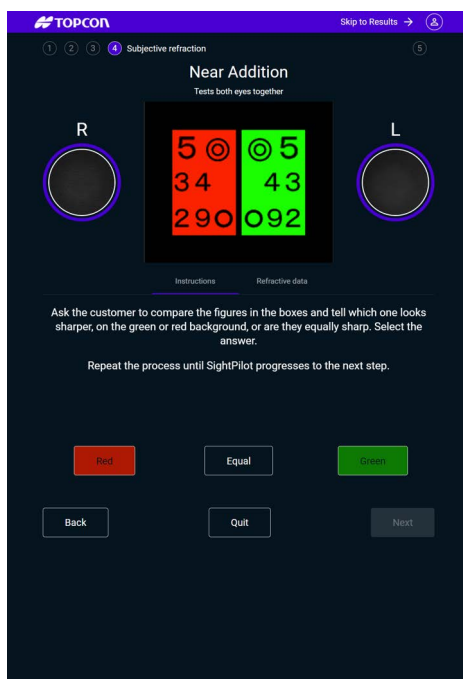 TOPCON
Skip to Results →
1 2 3 4 Subjective refraction 5
Near Addition
Tests both eyes together
R
L
5 5
34 43
290 092
Instructions Refractive data
Ask the customer to compare the figures in the boxes and tell which one looks
sharper, on the green or red background, or are they equally sharp. Select the
answer.
Repeat the process until SightPilot progresses to the next step.
Red Equal Green
Back Quit Next